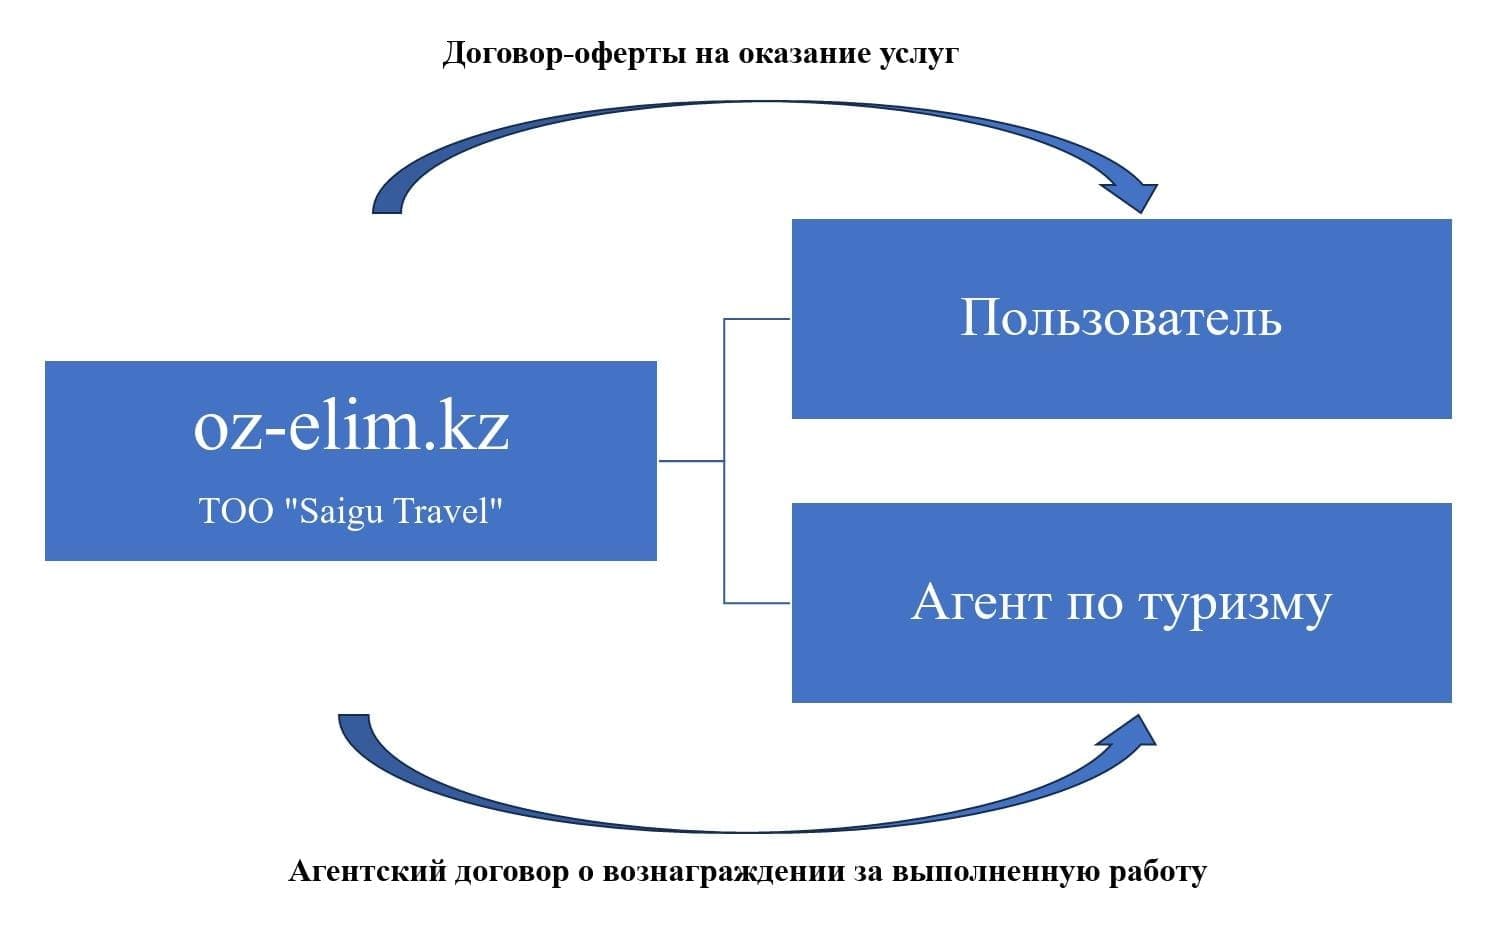 Договор-оферты на оказание услуг
Пользователь
oz-elim.kz
ТОО "Saigu Travel"
Агент по туризму
Агентский договор о вознаграждении за выполненную работу